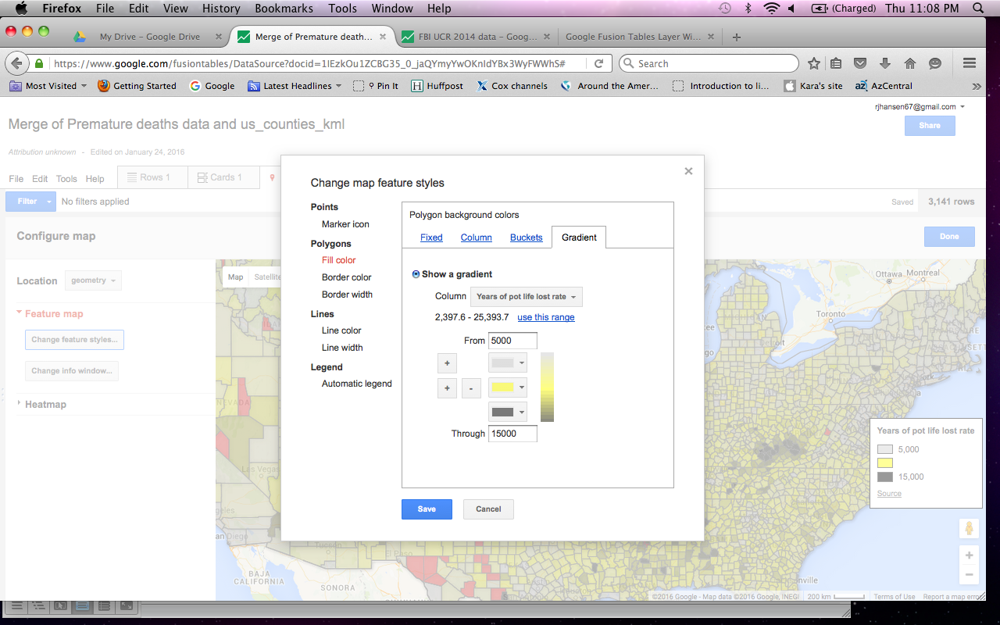 Firefox File Edit View History Bookmarks Tools Window Help (Charged) Thu 11:08 PM
My Drive – Google Drive Merge of Premature death... FBI UCR 2014 data – Goog... Google Fusion Tables Layer Wi...
https://www.google.com/fusiontables/DataSource?docid=1IEzkOu1ZCBG35_0_jaQYmyYwOKnIdYBx3WyFWWhS# Search
Most Visited Getting Started Google Latest Headlines Pin It Huffpost Cox channels Around the Amer... Introduction to li... Kara's site AzCentral
rjhansen67@gmail.com
Merge of Premature deaths data and us_counties_kml
Share
Attribution unknown - Edited on January 24, 2016
File Edit Tools Help Rows 1 Cards 1
Filter No filters applied
Saved 3,141 rows
Configure map
Done
Location geometry
Feature map
Change feature styles...
Change info window...
Heatmap
Map Satellite
Change map feature styles
Points
Marker icon
Polygons
Fill color
Border color
Border width
Lines
Line color
Line width
Legend
Automatic legend
Polygon background colors
Fixed Column Buckets Gradient
Show a gradient
Column Years of pot life lost rate
2,397.6 - 25,393.7 use this range
From 5000
+
+ -
Through 15000
Save Cancel
Ottawa Montreal
Toronto
Detroit
NEVADA
Las Vegas
San Diego
Tucson
El Paso
BAJA
CALIFORNIA
SONORA
Years of pot life lost rate
5,000
15,000
Source
+
−
©2016 Google - Map data ©2016 Google, INEGI 200 km Terms of Use Report a map error